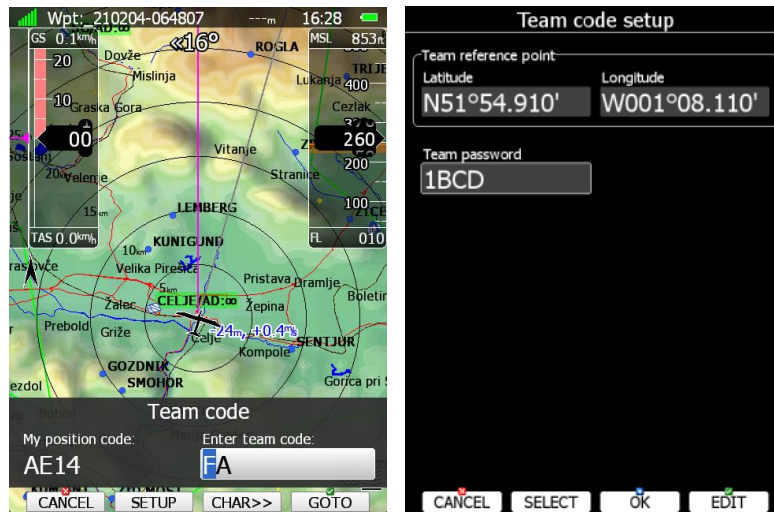 Wpt:_210204-064807 ---m 16:28
GS 0.1km/h
«16°
MSL 853ft
20
10
00
TAS 0.0km/h
400
260
200
100
FL 010
Dovže
ROGLA
Mislinja
Lukanja
Graska Gora
Cezlak
Vitanje
Stranice
Velenje
15km
LEMBERG
10km
KUNIGUND
Velika Pirešica
5km
Pristava
Dramlje
CELJE/AD:∞
Žalec
Žepina
Prebold
Griže
-24m, +0.4m/s
Celje
ŠENTJUR
Kompole
GOZDNIK
SMOHOR
Gorica pri
Team code
My position code:
Enter team code:
AE14
FA
CANCEL
SETUP
CHAR>>
GOTO
Team code setup
Team reference point
Latitude
Longitude
N51°54.910'
W001°08.110'
Team password
1BCD
CANCEL
SELECT
OK
EDIT